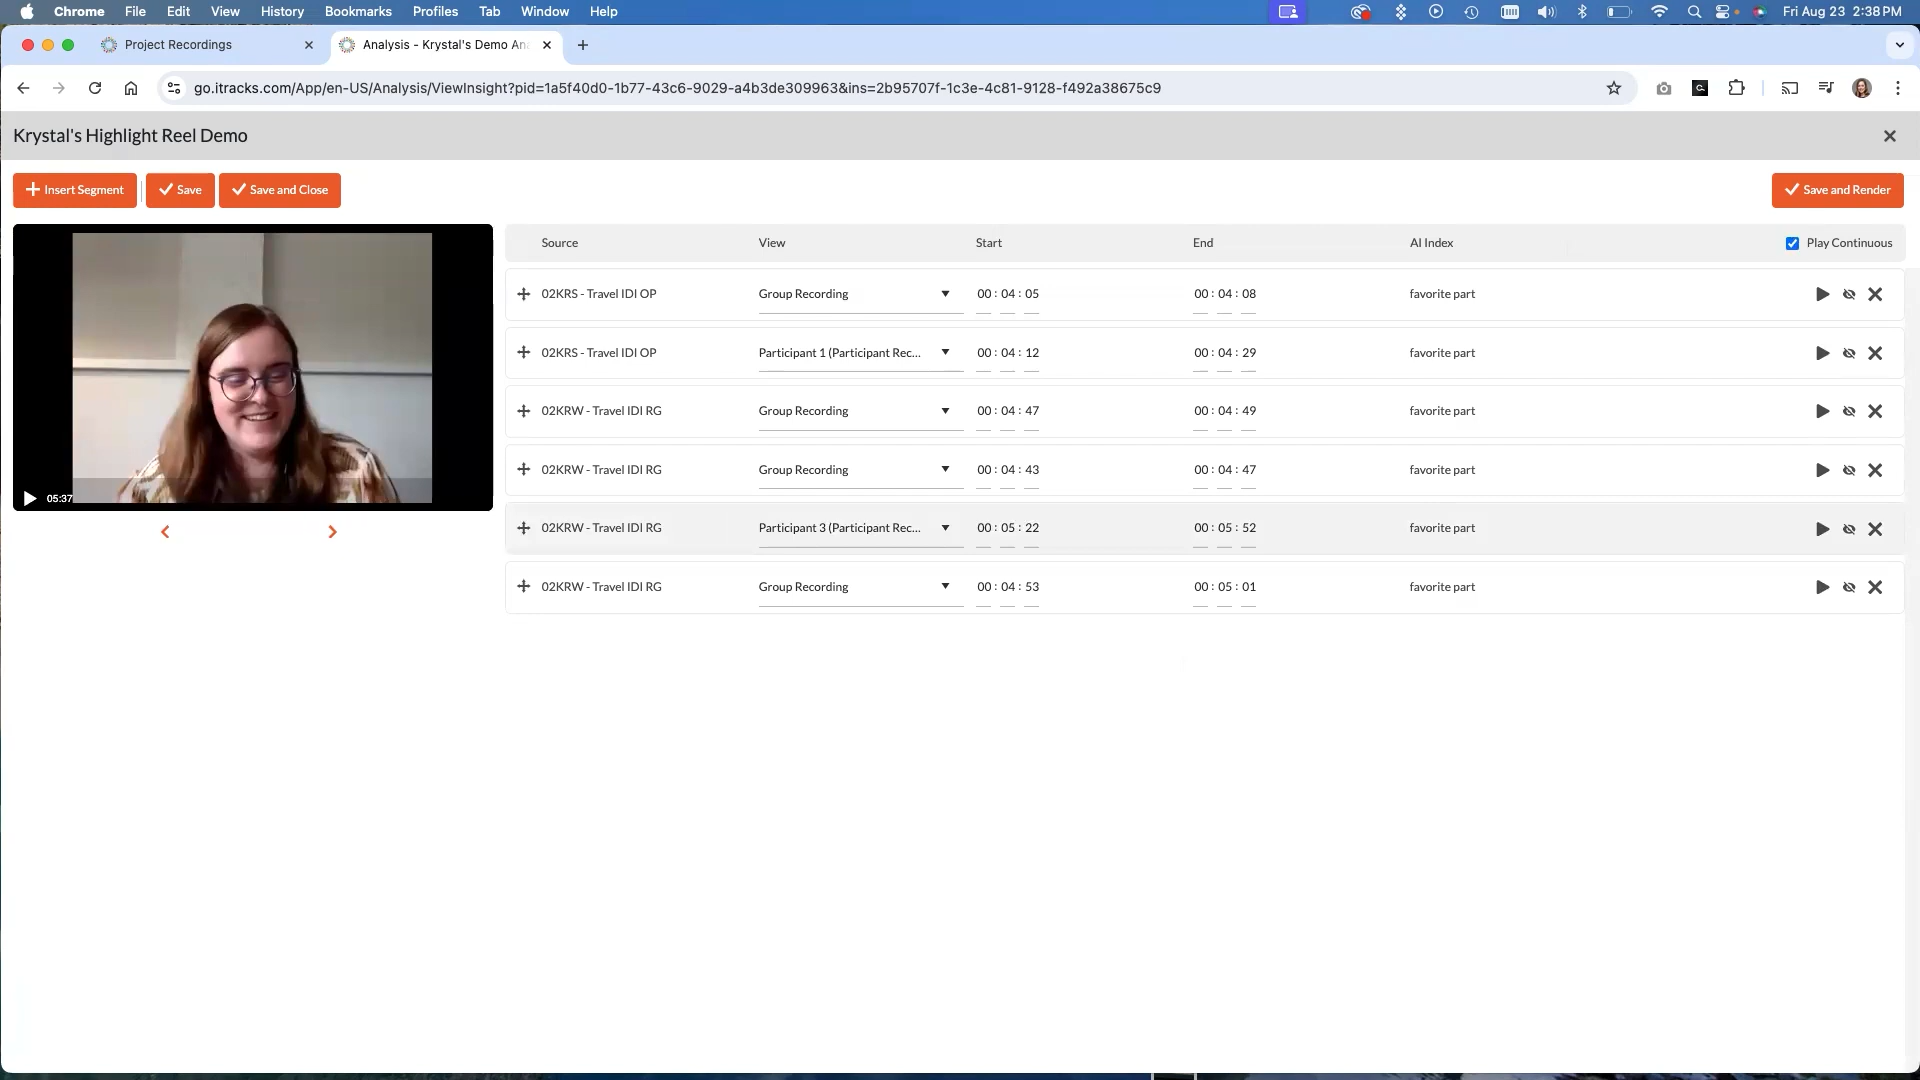 Chrome File Edit View History Bookmarks Profiles Tab Window Help Fri Aug 23 2:38 PM
Project Recordings Analysis - Krystal's Demo An
go.itracks.com/App/en-US/Analysis/ViewInsight?pid=1a5f40d0-1b77-43c6-9029-a4b3de309963&ins=2b95707f-1c3e-4c81-9128-f492a38675c9
Krystal's Highlight Reel Demo
Insert Segment Save Save and Close Save and Render
Source View Start End AI Index Play Continuous
02KRS - Travel IDI OP Group Recording 00 : 04 : 05 00 : 04 : 08 favorite part
02KRS - Travel IDI OP Participant 1 (Participant Rec... 00 : 04 : 12 00 : 04 : 29 favorite part
02KRW - Travel IDI RG Group Recording 00 : 04 : 47 00 : 04 : 49 favorite part
02KRW - Travel IDI RG Group Recording 00 : 04 : 43 00 : 04 : 47 favorite part
02KRW - Travel IDI RG Participant 3 (Participant Rec... 00 : 05 : 22 00 : 05 : 52 favorite part
02KRW - Travel IDI RG Group Recording 00 : 04 : 53 00 : 05 : 01 favorite part
05:37